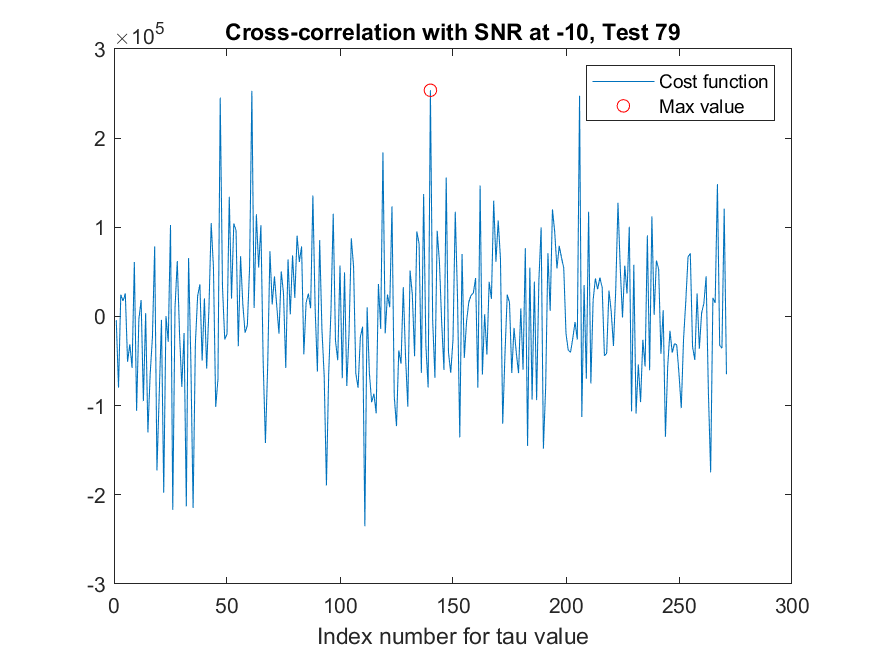 Cross-correlation with SNR at -10, Test 79
×10^5
3
2
1
0
-1
-2
-3
0 50 100 150 200 250 300
Index number for tau value
Cost function
Max value